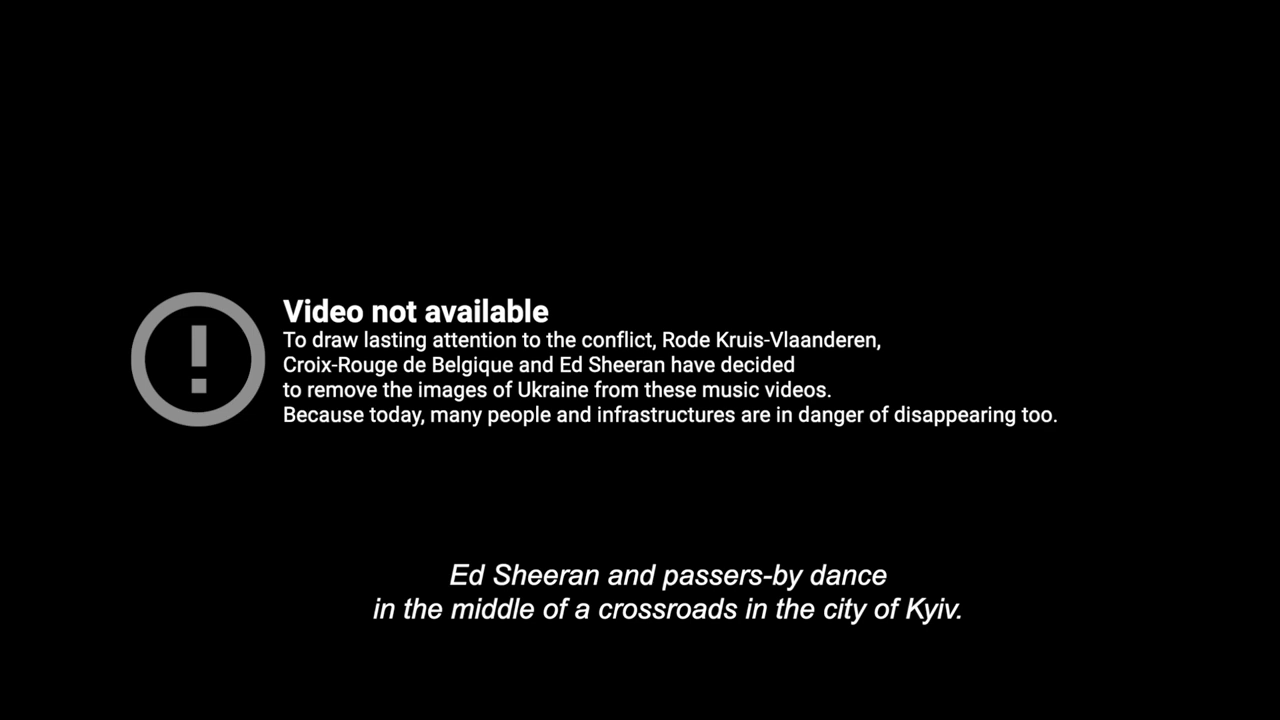 Video not available
To draw lasting attention to the conflict, Rode Kruis-Vlaanderen,
Croix-Rouge de Belgique and Ed Sheeran have decided
to remove the images of Ukraine from these music videos.
Because today, many people and infrastructures are in danger of disappearing too.
Ed Sheeran and passers-by dance
in the middle of a crossroads in the city of Kyiv.